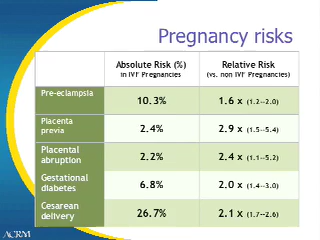 Pregnancy risks
Absolute Risk (%)
in IVF Pregnancies
Relative Risk
(vs. non IVF Pregnancies)
Pre-eclampsia
10.3%
1.6 x (1.2--2.0)
Placenta
previa
2.4%
2.9 x (1.5--5.4)
Placental
abruption
2.2%
2.4 x (1.1--5.2)
Gestational
diabetes
6.8%
2.0 x (1.4--3.0)
Cesarean
delivery
26.7%
2.1 x (1.7--2.6)
ACRM